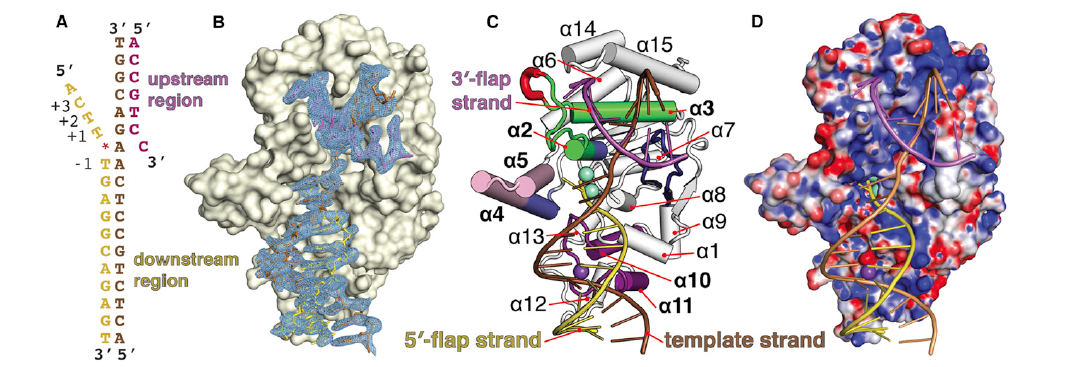 A
B
C
D
3′ 5′
T A
G C
G C
C G
A T
G C
A C
3′
5′
A
C
T
T
+3
+2
+1
*
-1
T A
G C
A T
G C
G C
C G
A T
G C
A T
G C
T A
3′ 5′
upstream
region
downstream
region
α14
α15
α6
3′-flap
strand
α3
α2
α7
α5
α4
α8
α9
α13
α1
α10
α12
α11
5′-flap strand
template strand